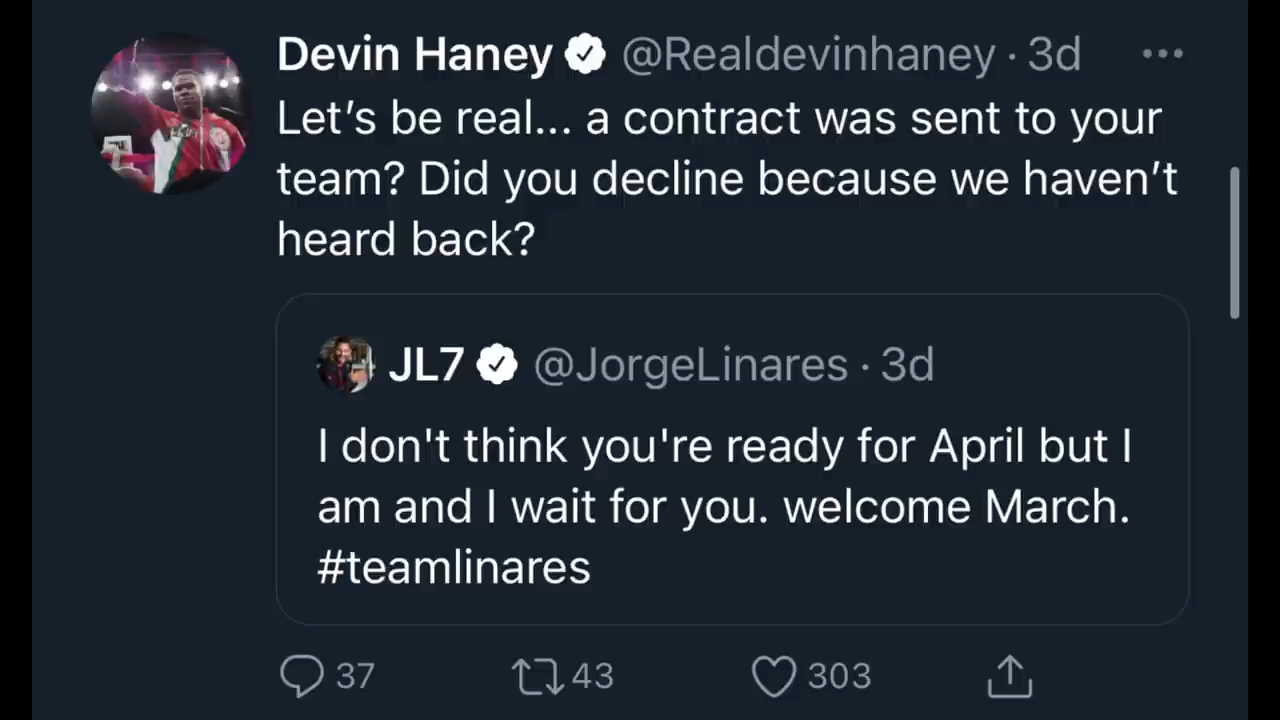 Devin Haney @Realdevinhaney · 3d
Let’s be real... a contract was sent to your
team? Did you decline because we haven’t
heard back?
JL7 @JorgeLinares · 3d
I don't think you're ready for April but I
am and I wait for you. welcome March.
#teamlinares
37 43 303